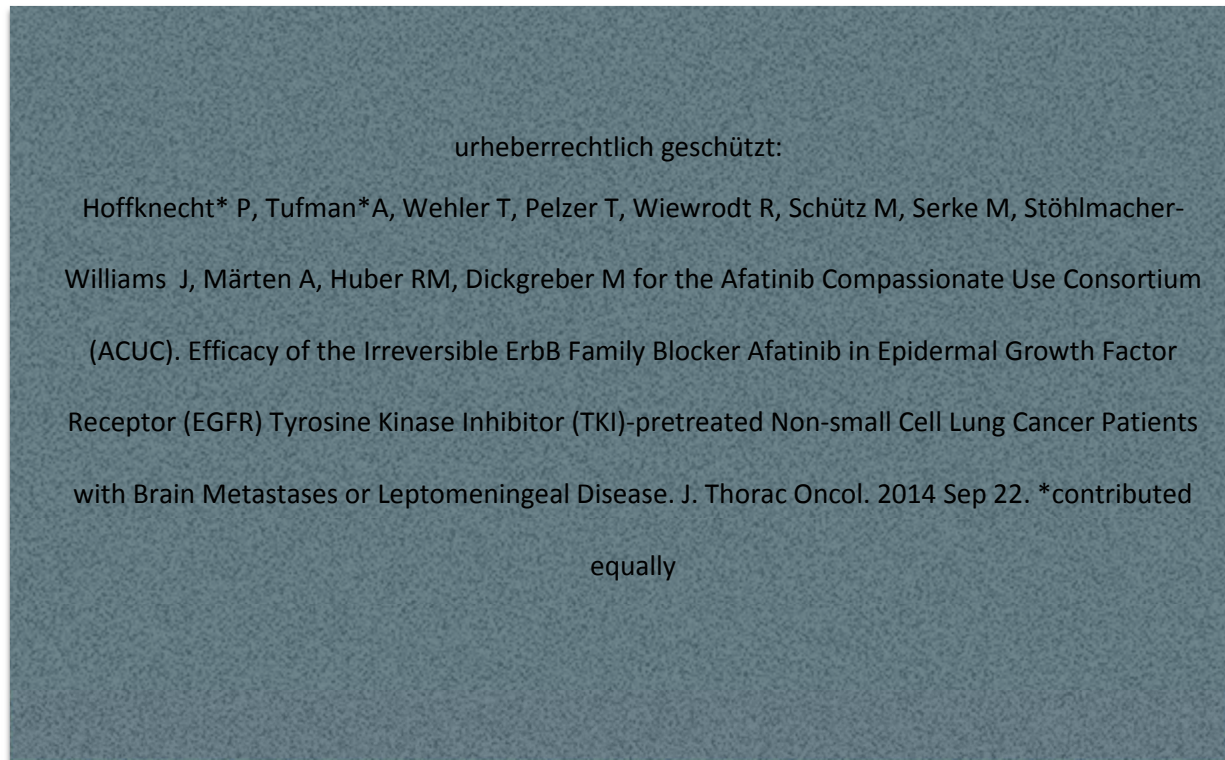 urheberrechtlich geschützt:
Hoffknecht* P, Tufman*A, Wehler T, Pelzer T, Wiewrodt R, Schütz M, Serke M, Stöhlmacher-
Williams  J, Märten A, Huber RM, Dickgreber M for the Afatinib Compassionate Use Consortium
(ACUC). Efficacy of the Irreversible ErbB Family Blocker Afatinib in Epidermal Growth Factor
Receptor (EGFR) Tyrosine Kinase Inhibitor (TKI)-pretreated Non-small Cell Lung Cancer Patients
with Brain Metastases or Leptomeningeal Disease. J. Thorac Oncol. 2014 Sep 22. *contributed
equally